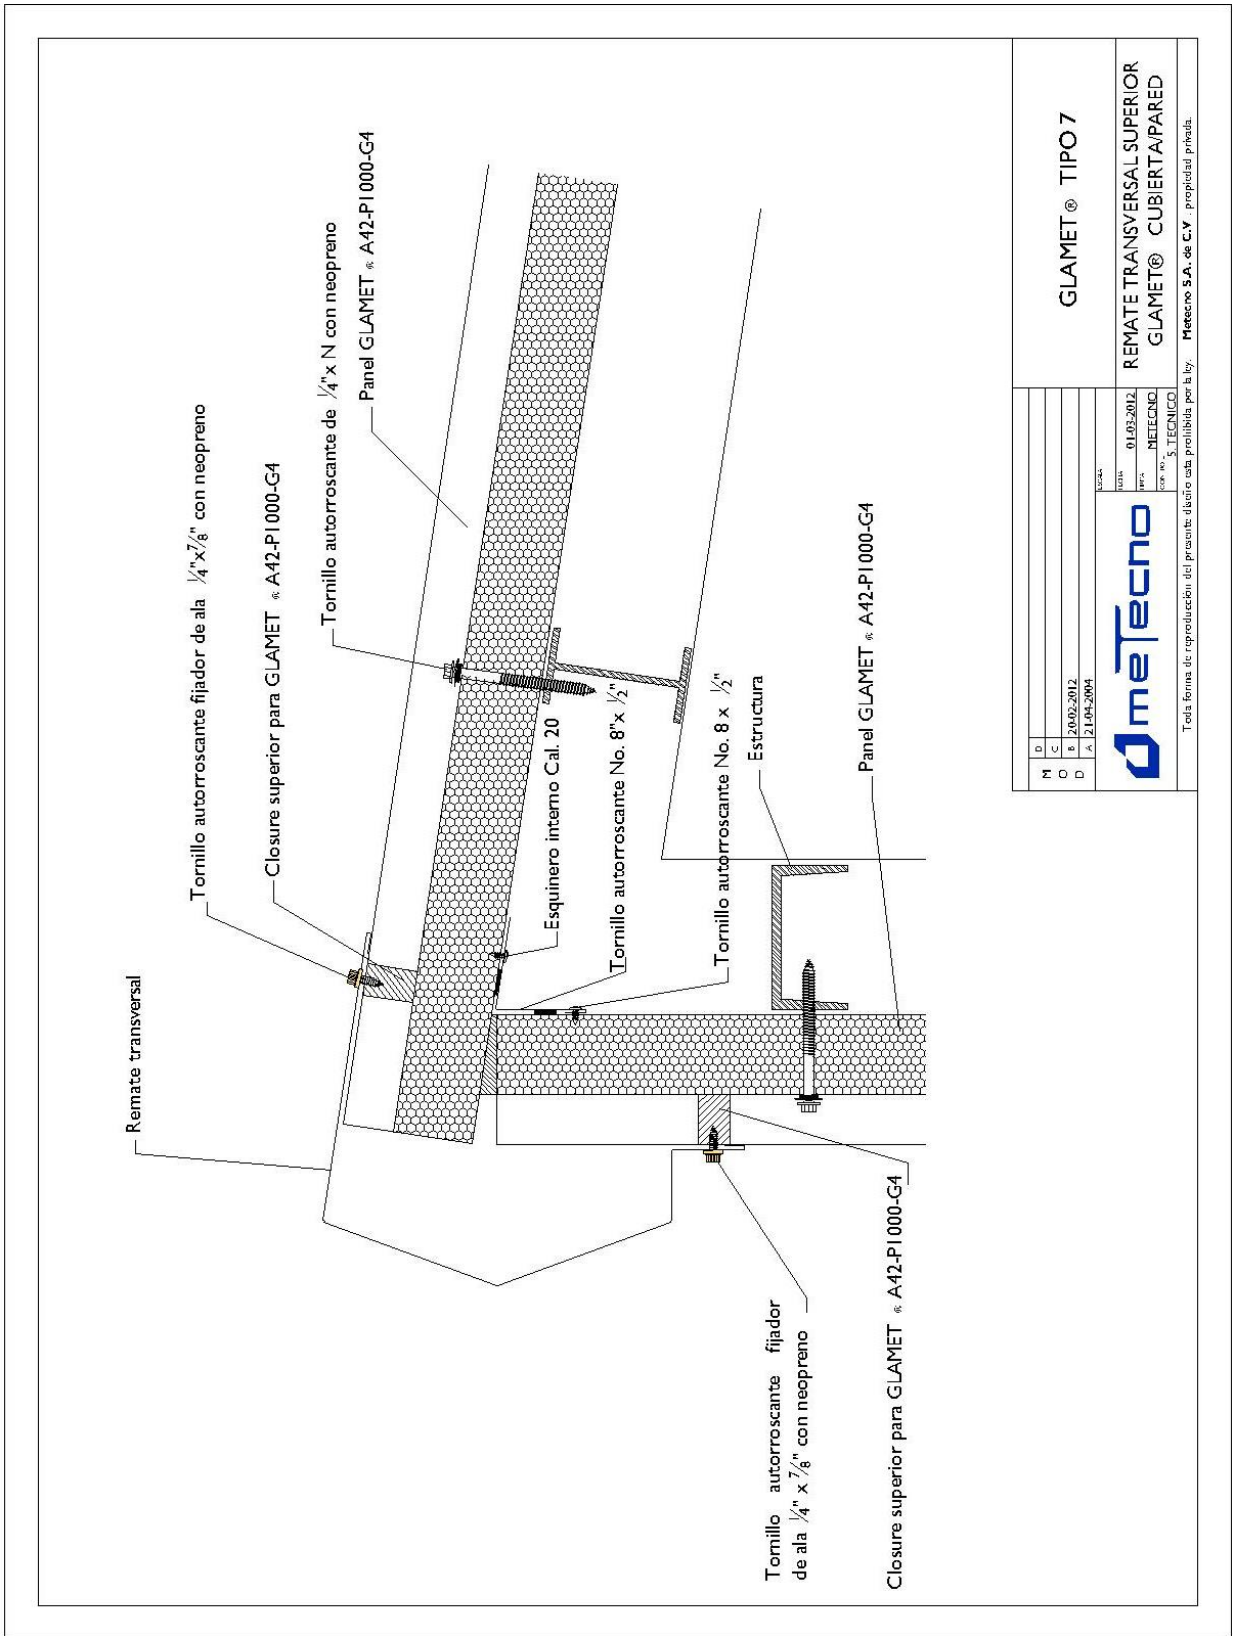 Remate transversal
Tornillo autorroscante fijador de ala ¼"x⅞" con neopreno
Closure superior para GLAMET ® A42-P1000-G4
Tornillo autorroscante de ¼"x N con neopreno
Panel GLAMET ® A42-P1000-G4
Esquinero interno Cal. 20
Tornillo autorroscante No. 8"x ½"
Tornillo autorroscante No. 8 x ½"
Estructura
Panel GLAMET ® A42-P1000-G4
Tornillo autorroscante fijador
de ala ¼" x ⅞" con neopreno
Closure superior para GLAMET ® A42-P1000-G4
M
O
D
D
C
B 20-02-2012
A 21-04-2004
GLAMET ® TIPO 7
meTecno
ESCALA
FECHA 01-03-2012
METECNO
S. TECNICO
REMATE TRANSVERSAL SUPERIOR
GLAMET® CUBIERTA/PARED
Toda forma de reproducción del presente diseño esta prohibida por la ley. Metecno S.A. de C.V. propiedad privada.